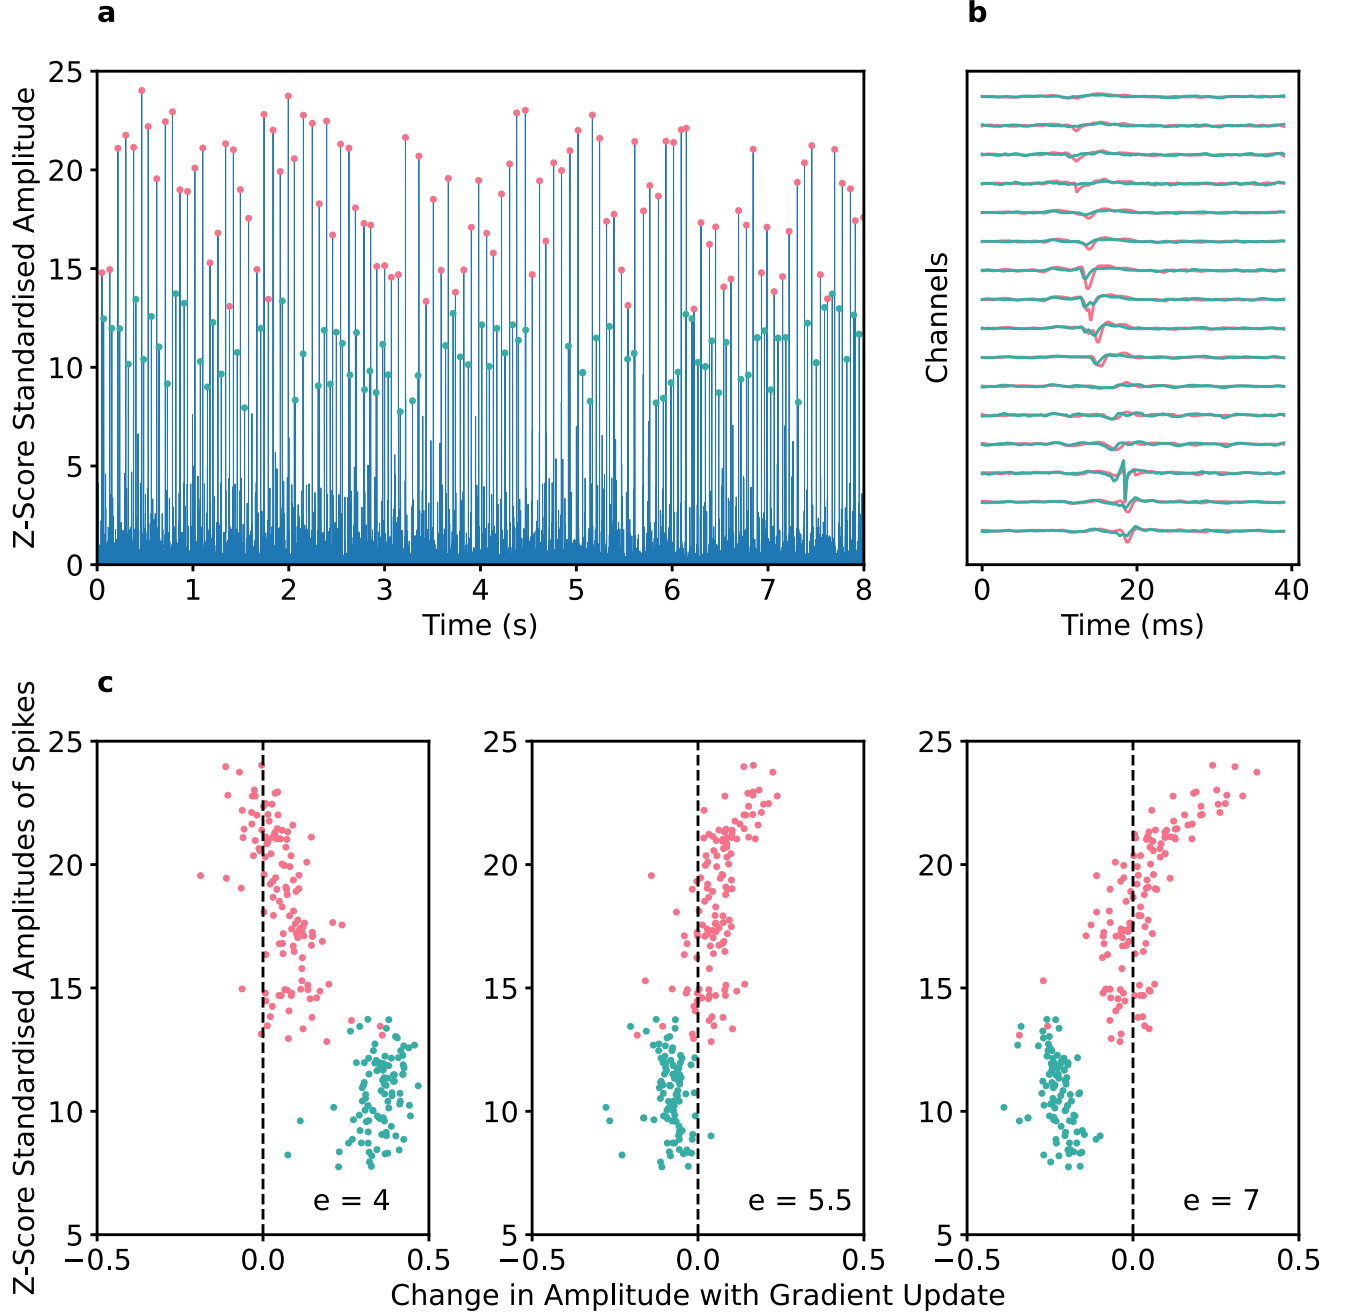 a
b
Z-Score Standardised Amplitude
25
20
15
10
5
0
0 1 2 3 4 5 6 7 8
Time (s)
Channels
0 20 40
Time (ms)
c
Z-Score Standardised Amplitudes of Spikes
25
20
15
10
5
−0.5 0.0 0.5
e = 4
25
20
15
10
5
−0.5 0.0 0.5
e = 5.5
25
20
15
10
5
−0.5 0.0 0.5
e = 7
Change in Amplitude with Gradient Update